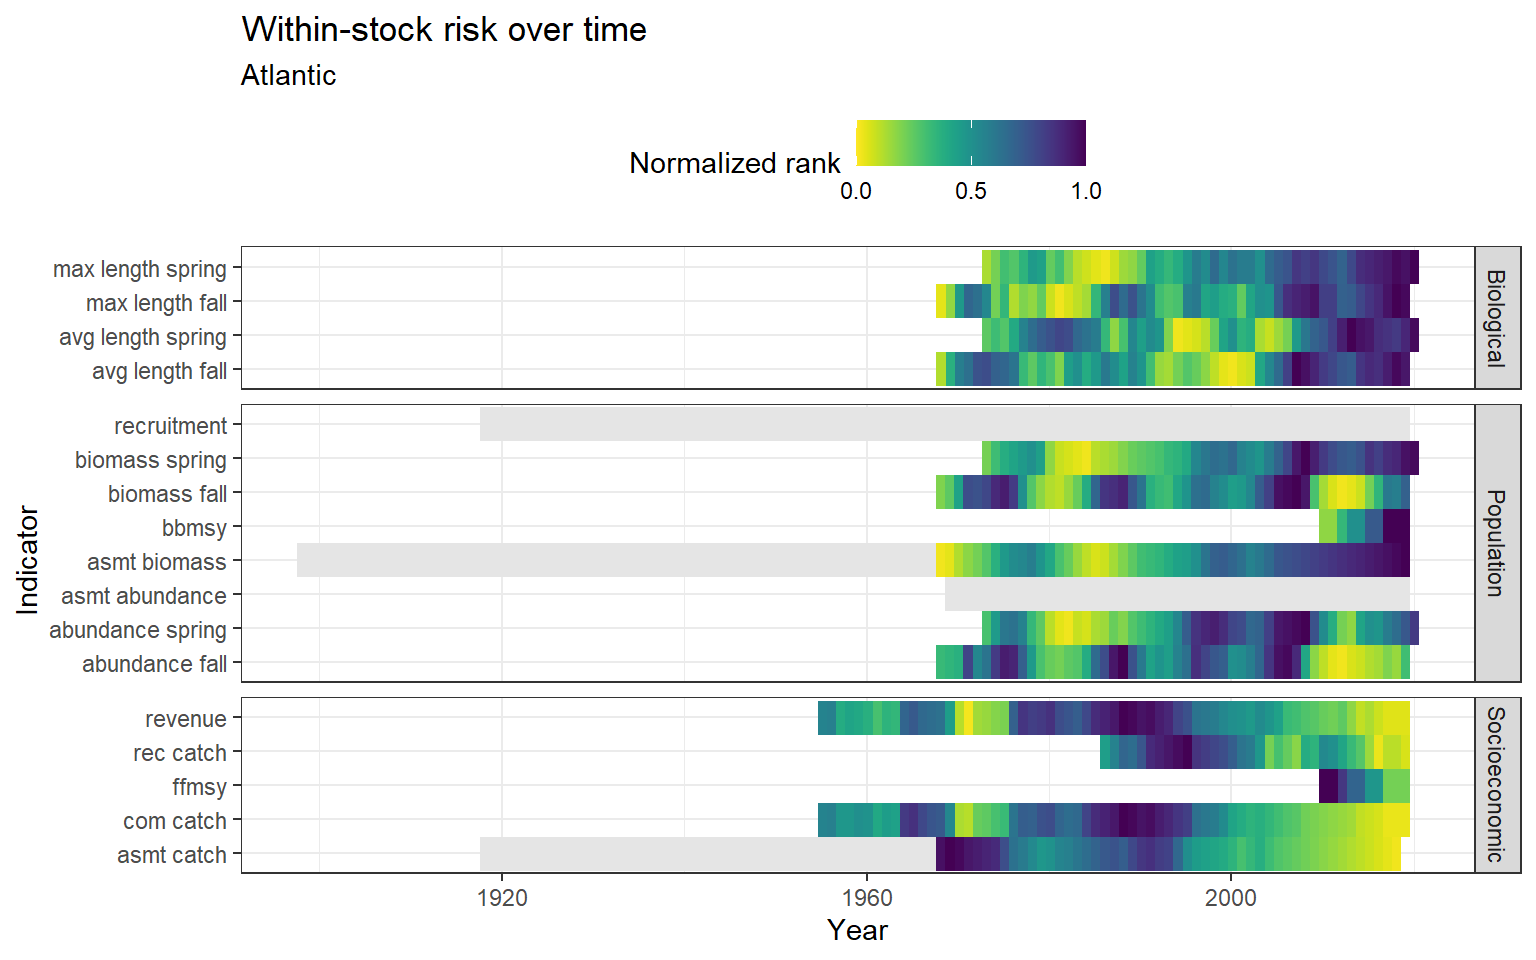 Within-stock risk over time
Atlantic
Normalized rank
0.0 0.5 1.0
max length spring
max length fall
avg length spring
avg length fall
Biological
recruitment
biomass spring
biomass fall
bbmsy
asmt biomass
asmt abundance
abundance spring
abundance fall
Population
revenue
rec catch
ffmsy
com catch
asmt catch
Socioeconomic
Indicator
1920 1960 2000
Year